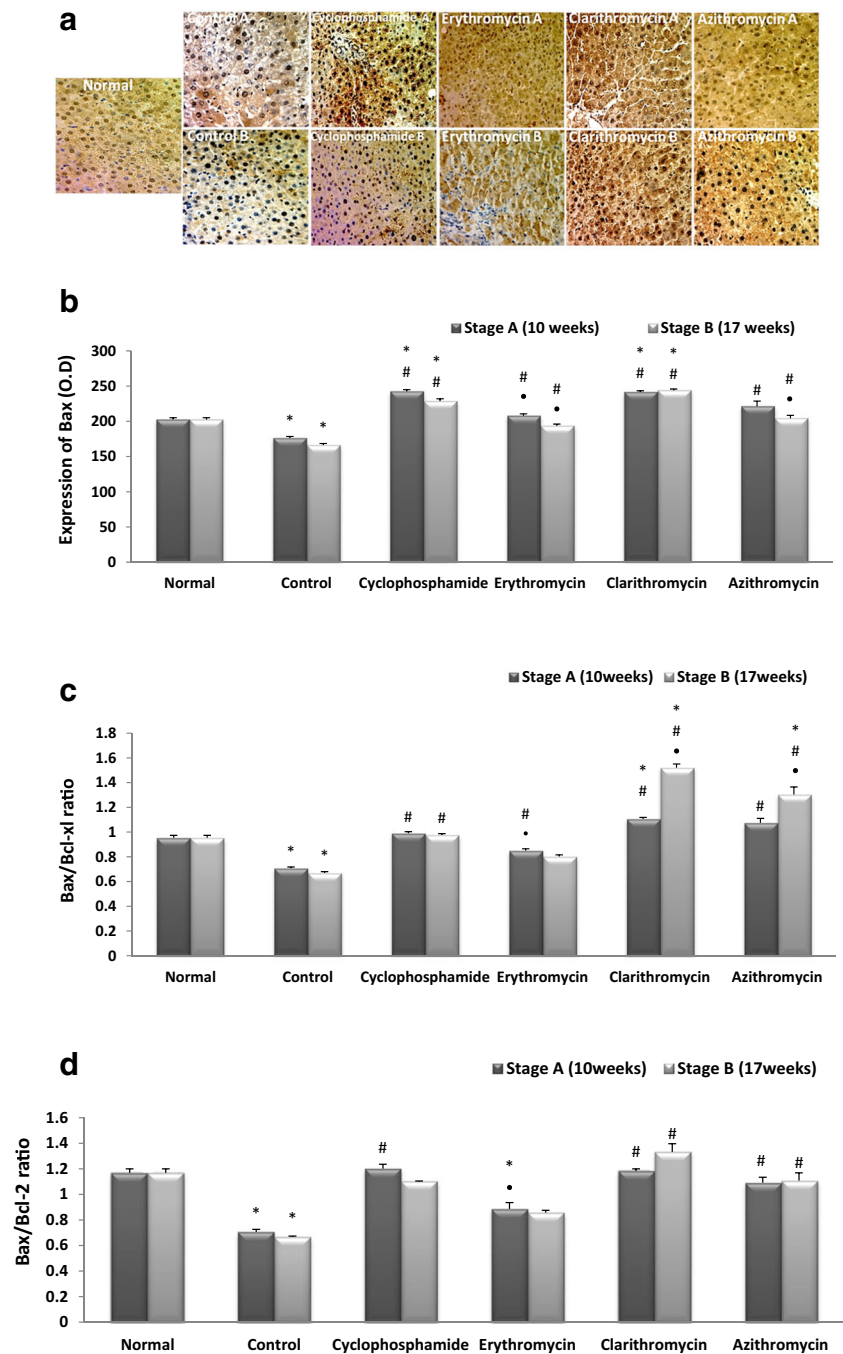 a
Control A Cyclophosphamide A Erythromycin A Clarithromycin A Azithromycin A
Normal
Control B Cyclophosphamide B Erythromycin B Clarithromycin B Azithromycin B
b
Stage A (10 weeks) Stage B (17 weeks)
Expression of Bax (O.D)
300
250
200
150
100
50
0
* # * # # • # • * # * # # # •
* *
Normal Control Cyclophosphamide Erythromycin Clarithromycin Azithromycin
c
Stage A (10weeks) Stage B (17weeks)
Bax/Bcl-xl ratio
1.8
1.6
1.4
1.2
1
0.8
0.6
0.4
0.2
0
* * # # # • * # * # • # * # •
Normal Control Cyclophosphamide Erythromycin Clarithromycin Azithromycin
d
Stage A (10weeks) Stage B (17weeks)
Bax/Bcl-2 ratio
1.6
1.4
1.2
1
0.8
0.6
0.4
0.2
0
* * # * • # # # #
Normal Control Cyclophosphamide Erythromycin Clarithromycin Azithromycin